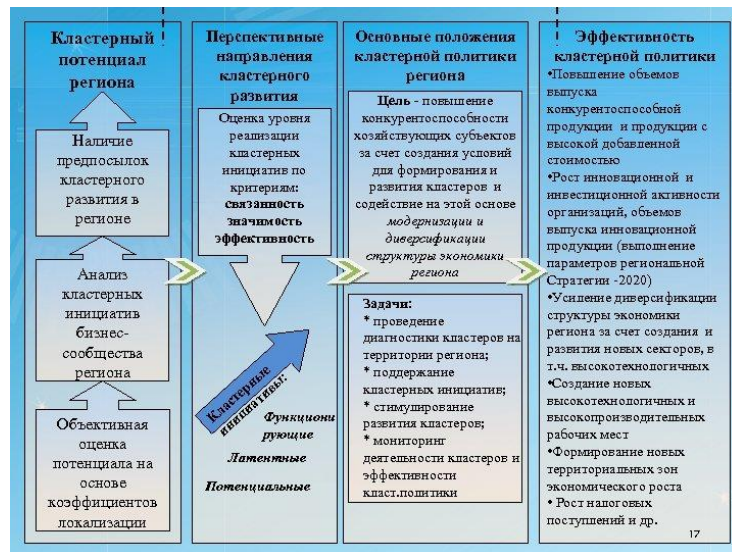 Кластерный
потенциал
региона
Наличие
предпосылок
кластерного
развития в
регионе
Анализ
кластерных
инициатив
бизнес-
сообщества
региона
Объективная
оценка
потенциала на
основе
коэффициентов
локализации
Перспективные
направления
кластерного
развития
Оценка уровня
реализации
кластерных
инициатив по
критериям:
связанность
значимость
эффективность
Кластерные
инициативы:
Функциони
рующие
Латентные
Потенциальные
Основные положения
кластерной политики
региона
Цель - повышение
конкурентоспособности
хозяйствующих субъектов
за счет создания условий
для формирования и
развития кластеров и
содействие на этой основе
модернизации и
диверсификации
структуры экономики
региона
Задачи:
* проведение
диагностики кластеров на
территории региона;
* поддержание
кластерных инициатив;
* стимулирование
развития кластеров;
* мониторинг
деятельности кластеров и
эффективности
класт.политики
Эффективность
кластерной политики
•Повышение объемов
выпуска
конкурентоспособной
продукции и продукции с
высокой добавленной
стоимостью
•Рост инновационной и
инвестиционной активности
организаций, объемов
выпуска инновационной
продукции (выполнение
параметров региональной
Стратегии -2020)
•Усиление диверсификации
структуры экономики
региона за счет создания и
развития новых секторов, в
т.ч. высокотехнологичных
•Создание новых
высокотехнологичных и
высокопроизводительных
рабочих мест
•Формирование новых
территориальных зон
экономического роста
• Рост налоговых
поступлений и др.
17